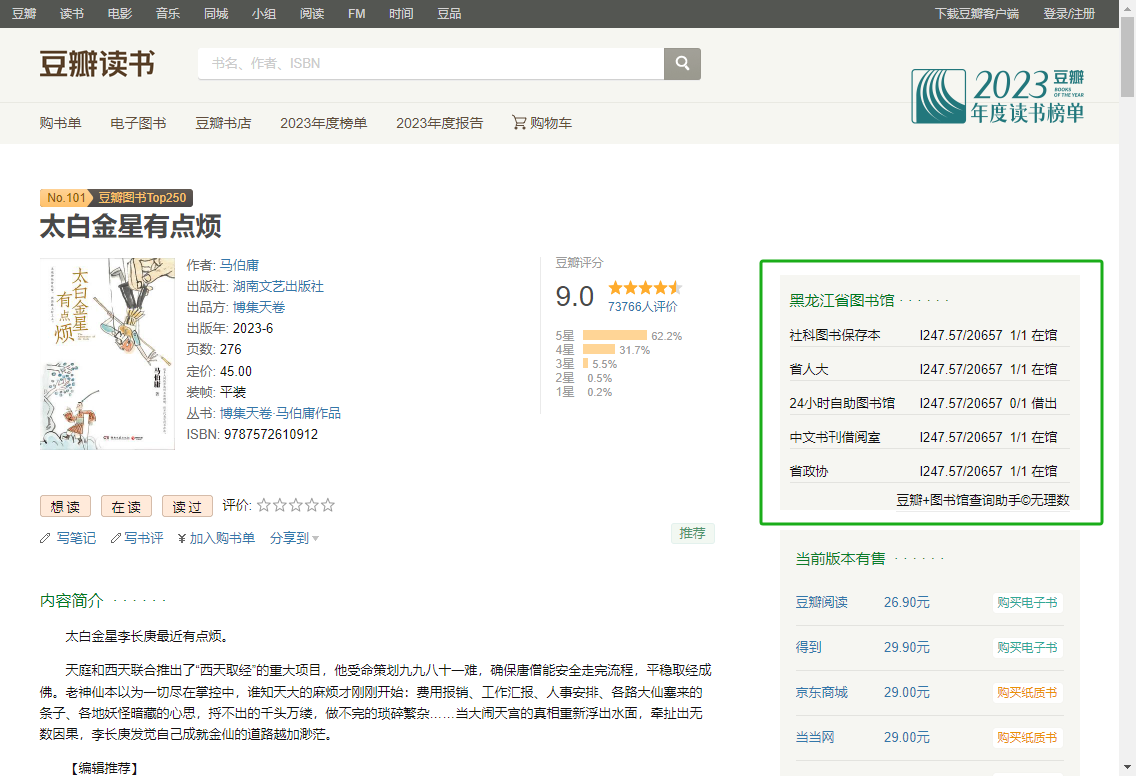 豆瓣 读书 电影 音乐 同城 小组 阅读 FM 时间 豆品 下载豆瓣客户端 登录/注册
豆瓣读书
书名、作者、ISBN
2023 豆瓣
BOOKS OF THE YEAR
年度读书榜单
购书单 电子图书 豆瓣书店 2023年度榜单 2023年度报告 购物车
No.101 豆瓣图书Top250
太白金星有点烦
太白金星
有点烦
马伯庸
作者: 马伯庸
出版社: 湖南文艺出版社
出品方: 博集天卷
出版年: 2023-6
页数: 276
定价: 45.00
装帧: 平装
丛书: 博集天卷·马伯庸作品
ISBN: 9787572610912
豆瓣评分
9.0
73766人评价
5星 62.2%
4星 31.7%
3星 5.5%
2星 0.5%
1星 0.2%
想读 在读 读过 评价:
写笔记 写书评 ¥加入购书单 分享到
推荐
内容简介 · · · · · ·
太白金星李长庚最近有点烦。
天庭和西天联合推出了“西天取经”的重大项目，他受命策划九九八十一难，确保唐僧能安全走完流程，平稳取经成
佛。老神仙本以为一切尽在掌控中，谁知天大的麻烦才刚刚开始：费用报销、工作汇报、人事安排、各路大仙塞来的
条子、各地妖怪暗藏的心思，捋不出的千头万缕，做不完的琐碎繁杂……当大闹天宫的真相重新浮出水面，牵扯出无
数因果，李长庚发觉自己成就金仙的道路越加渺茫。
【编辑推荐】
黑龙江省图书馆 · · · · · ·
社科图书保存本 I247.57/20657 1/1 在馆
省人大 I247.57/20657 1/1 在馆
24小时自助图书馆 I247.57/20657 0/1 借出
中文书刊借阅室 I247.57/20657 1/1 在馆
省政协 I247.57/20657 1/1 在馆
豆瓣+图书馆查询助手©无理数
当前版本有售 · · · · · ·
豆瓣阅读 26.90元 购买电子书
得到 29.90元 购买电子书
京东商城 29.00元 购买纸质书
当当网 29.00元 购买纸质书